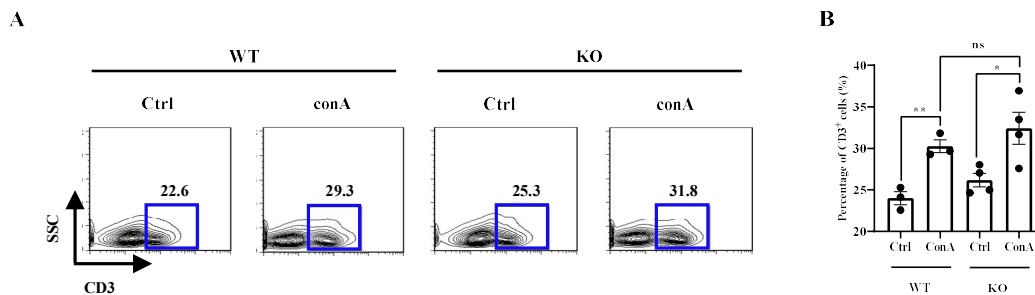 A
WT
KO
Ctrl
conA
Ctrl
conA
22.6
29.3
25.3
31.8
SSC
CD3
B
ns
*
**
40
35
30
25
20
Percentage of CD3⁺ cells (%)
Ctrl
ConA
Ctrl
ConA
WT
KO